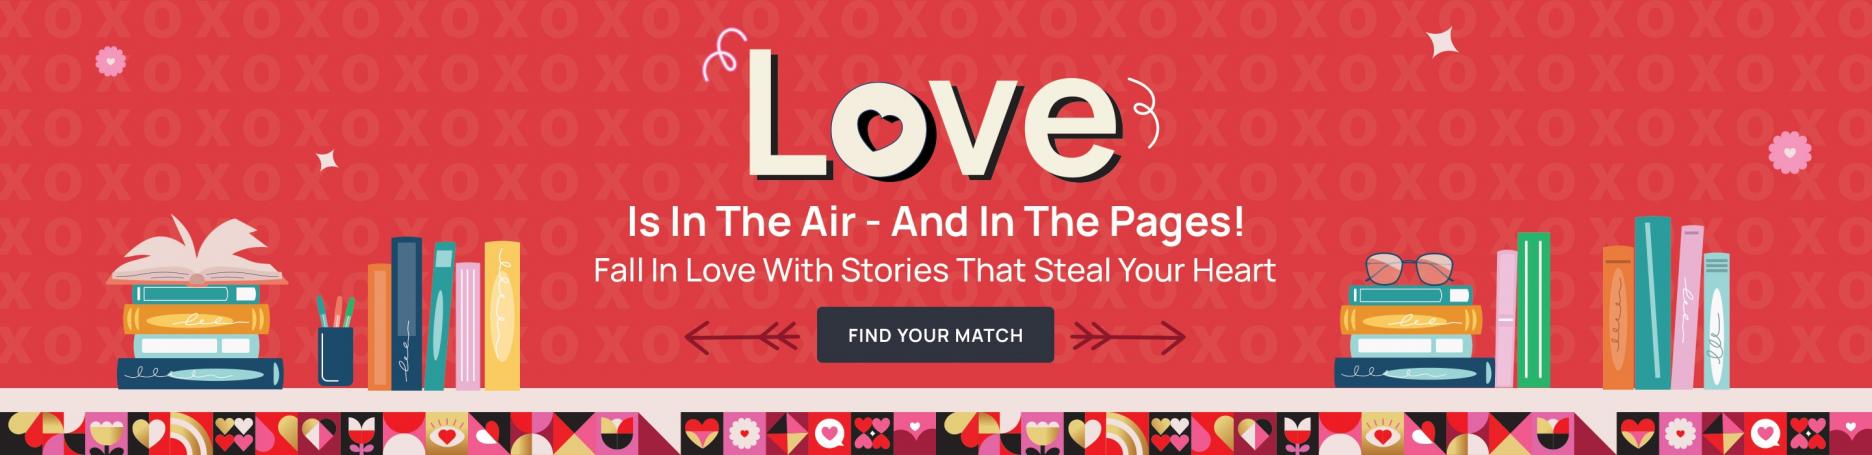 Love
Is In The Air - And In The Pages!
Fall In Love With Stories That Steal Your Heart
FIND YOUR MATCH